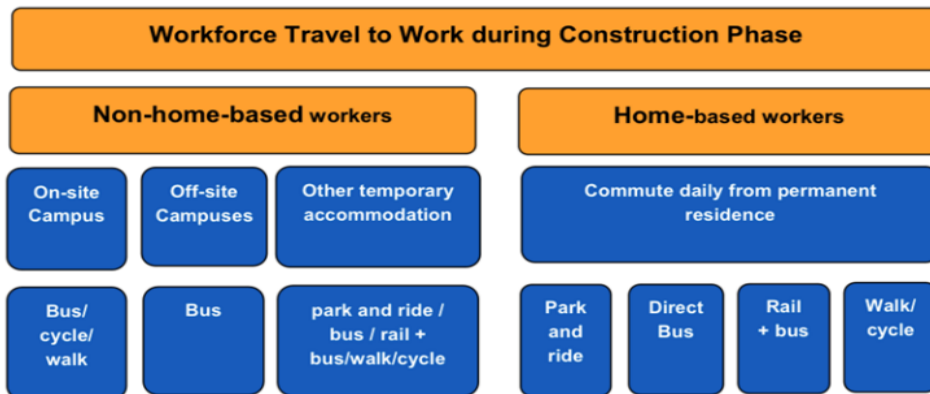 Workforce Travel to Work during Construction Phase
Non-home-based workers
Home-based workers
On-site
Campus
Off-site
Campuses
Other temporary
accommodation
Commute daily from permanent
residence
Bus/
cycle/
walk
Bus
park and ride /
bus / rail +
bus/walk/cycle
Park
and
ride
Direct
Bus
Rail
+ bus
Walk/
cycle